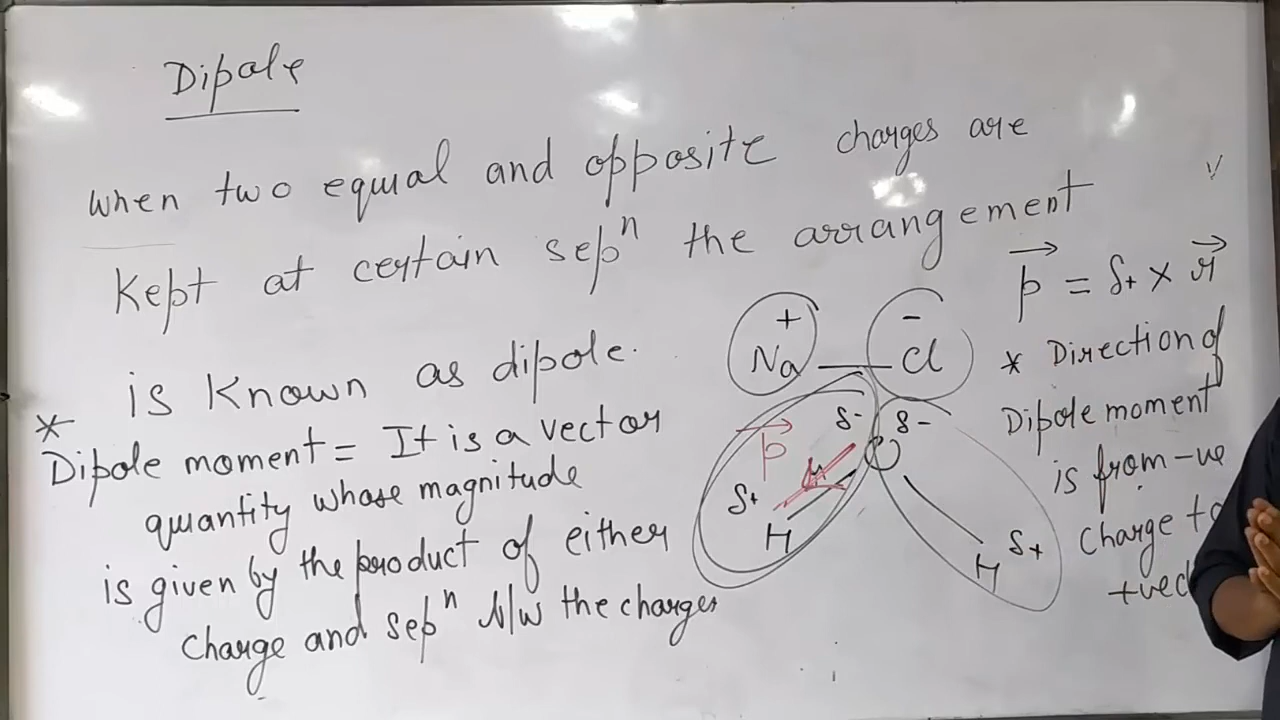 Dipole
when two equal and opposite charges are
Kept at certain sepⁿ the arrangement
is Known as dipole.
* Dipole moment = It is a vector
quantity whose magnitude
is given by the product of either
Charge and sepⁿ b/w the charges
+ -
Na — Cl
δ- δ-
p
O
δ+
H
H δ+
p = δ+ × r
* Direction of
Dipole moment
is from -ve
Charge to
+ve